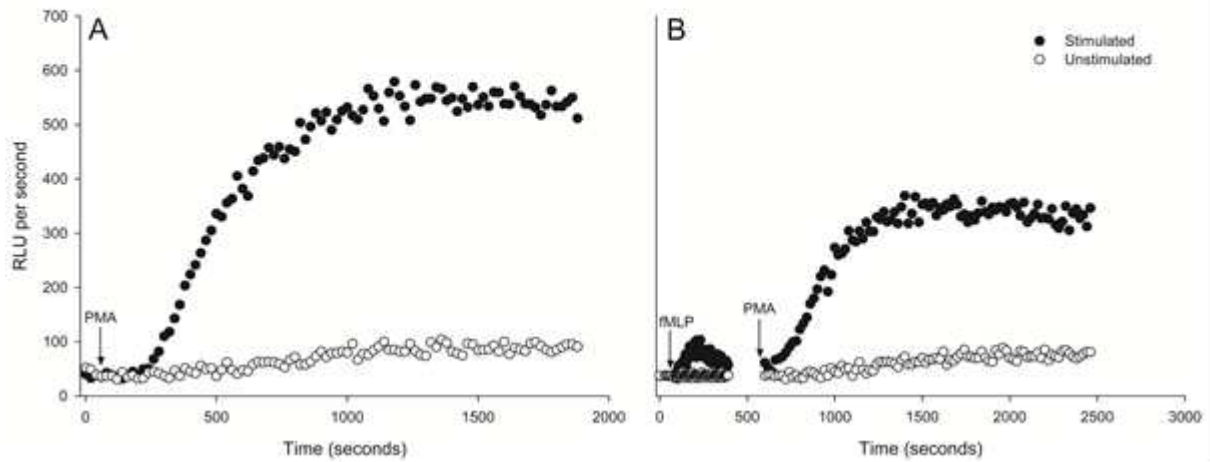 A
B
700
600
500
400
300
200
100
0
RLU per second
PMA
fMLP
PMA
Stimulated
Unstimulated
0 500 1000 1500 2000
0 500 1000 1500 2000 2500 3000
Time (seconds)
Time (seconds)